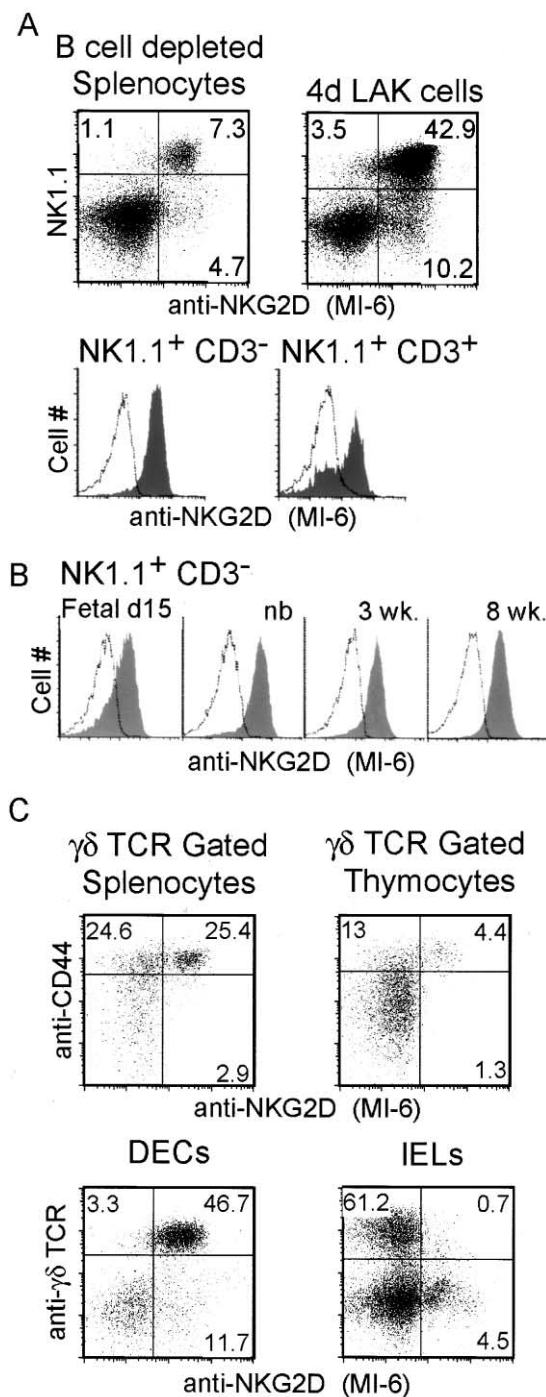 A
B cell depleted
Splenocytes
4d LAK cells
1.1 7.3
3.5 42.9
NK1.1
4.7
10.2
anti-NKG2D (MI-6)
NK1.1+ CD3- NK1.1+ CD3+
Cell #
anti-NKG2D (MI-6)
B
NK1.1+ CD3-
Fetal d15 nb 3 wk. 8 wk.
Cell #
anti-NKG2D (MI-6)
C
γδ TCR Gated
Splenocytes
γδ TCR Gated
Thymocytes
24.6 25.4
13 4.4
anti-CD44
2.9
1.3
anti-NKG2D (MI-6)
DECs IELs
3.3 46.7
61.2 0.7
anti-γδ TCR
11.7
4.5
anti-NKG2D (MI-6)